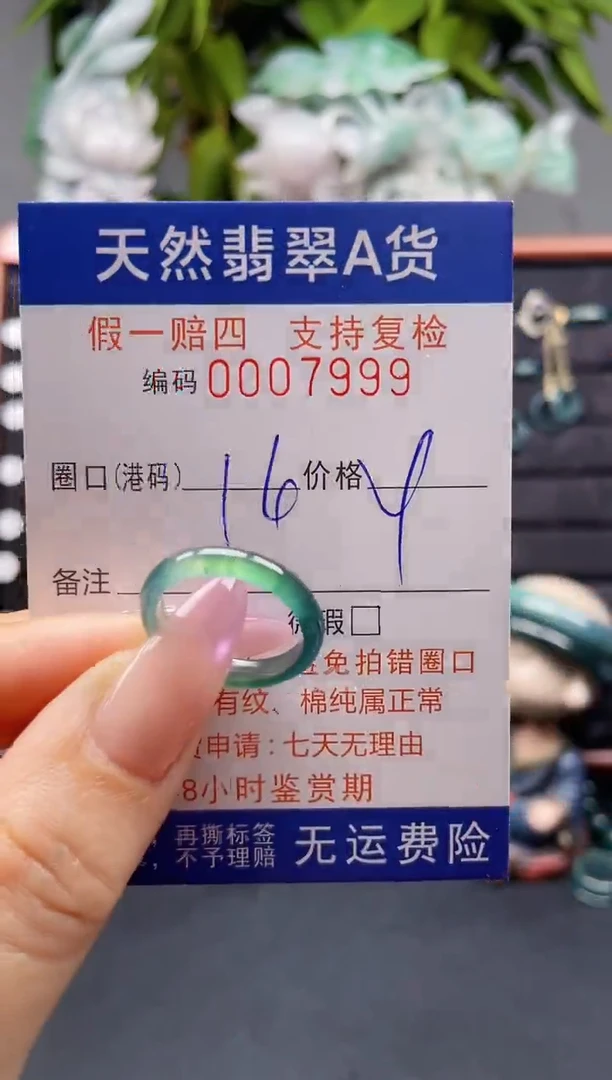 天然翡翠A货
假一赔四 支持复检
编码 0007999
圈口(港码) 16 价格 
备注
微瑕□
免拍错圈口
有纹、棉纯属正常
申请:七天无理由
8小时鉴赏期
再撕标签
不予理赔
无运费险